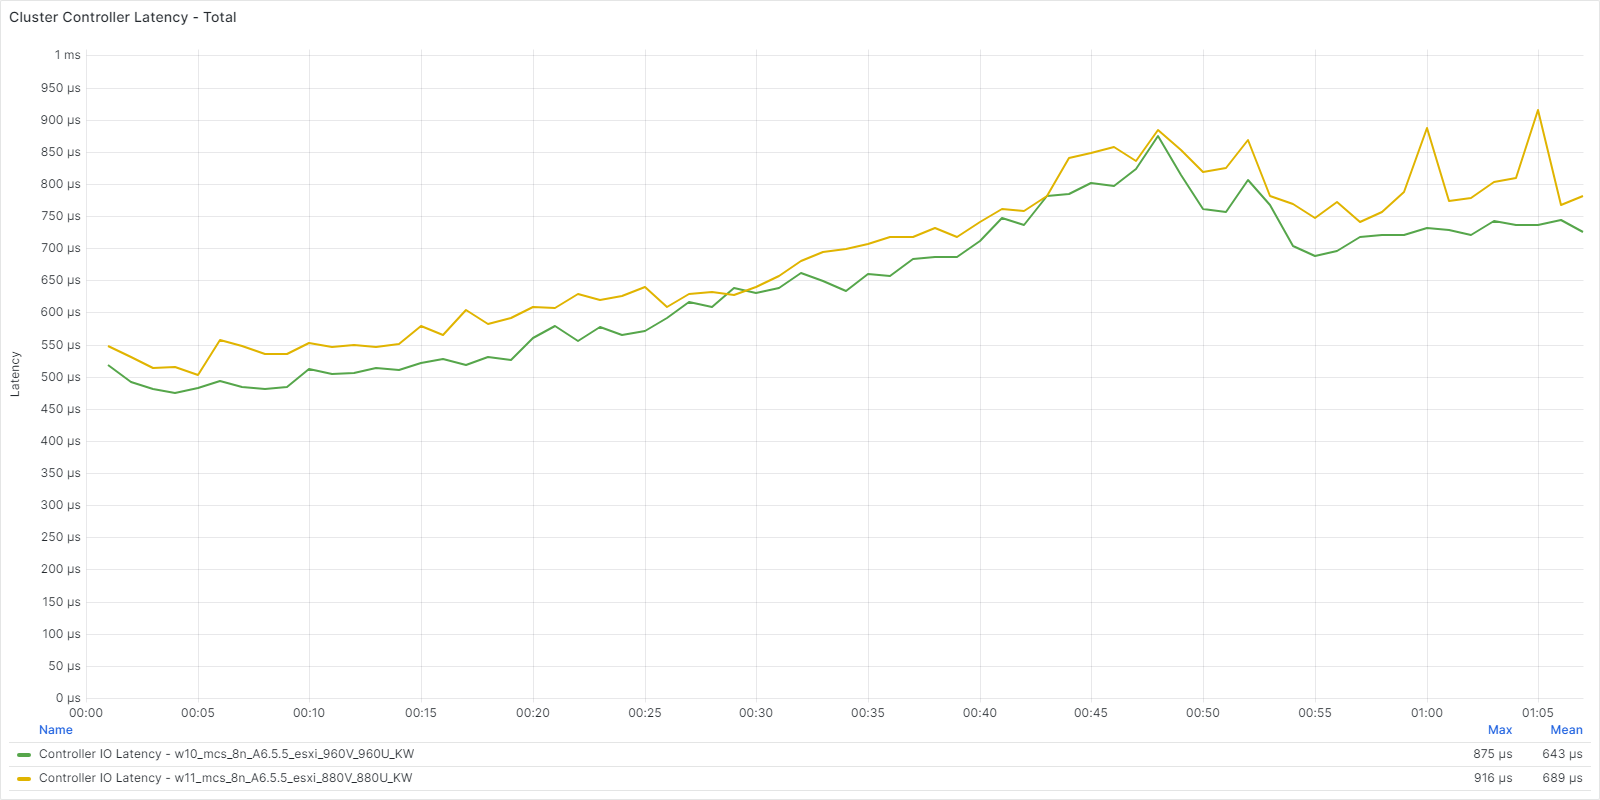 Cluster Controller Latency - Total
1 ms
950 µs
900 µs
850 µs
800 µs
750 µs
700 µs
650 µs
600 µs
550 µs
500 µs
450 µs
400 µs
350 µs
300 µs
250 µs
200 µs
150 µs
100 µs
50 µs
0 µs
Latency
00:00 00:05 00:10 00:15 00:20 00:25 00:30 00:35 00:40 00:45 00:50 00:55 01:00 01:05
Name Max Mean
Controller IO Latency - w10_mcs_8n_A6.5.5_esxi_960V_960U_KW 875 µs 643 µs
Controller IO Latency - w11_mcs_8n_A6.5.5_esxi_880V_880U_KW 916 µs 689 µs